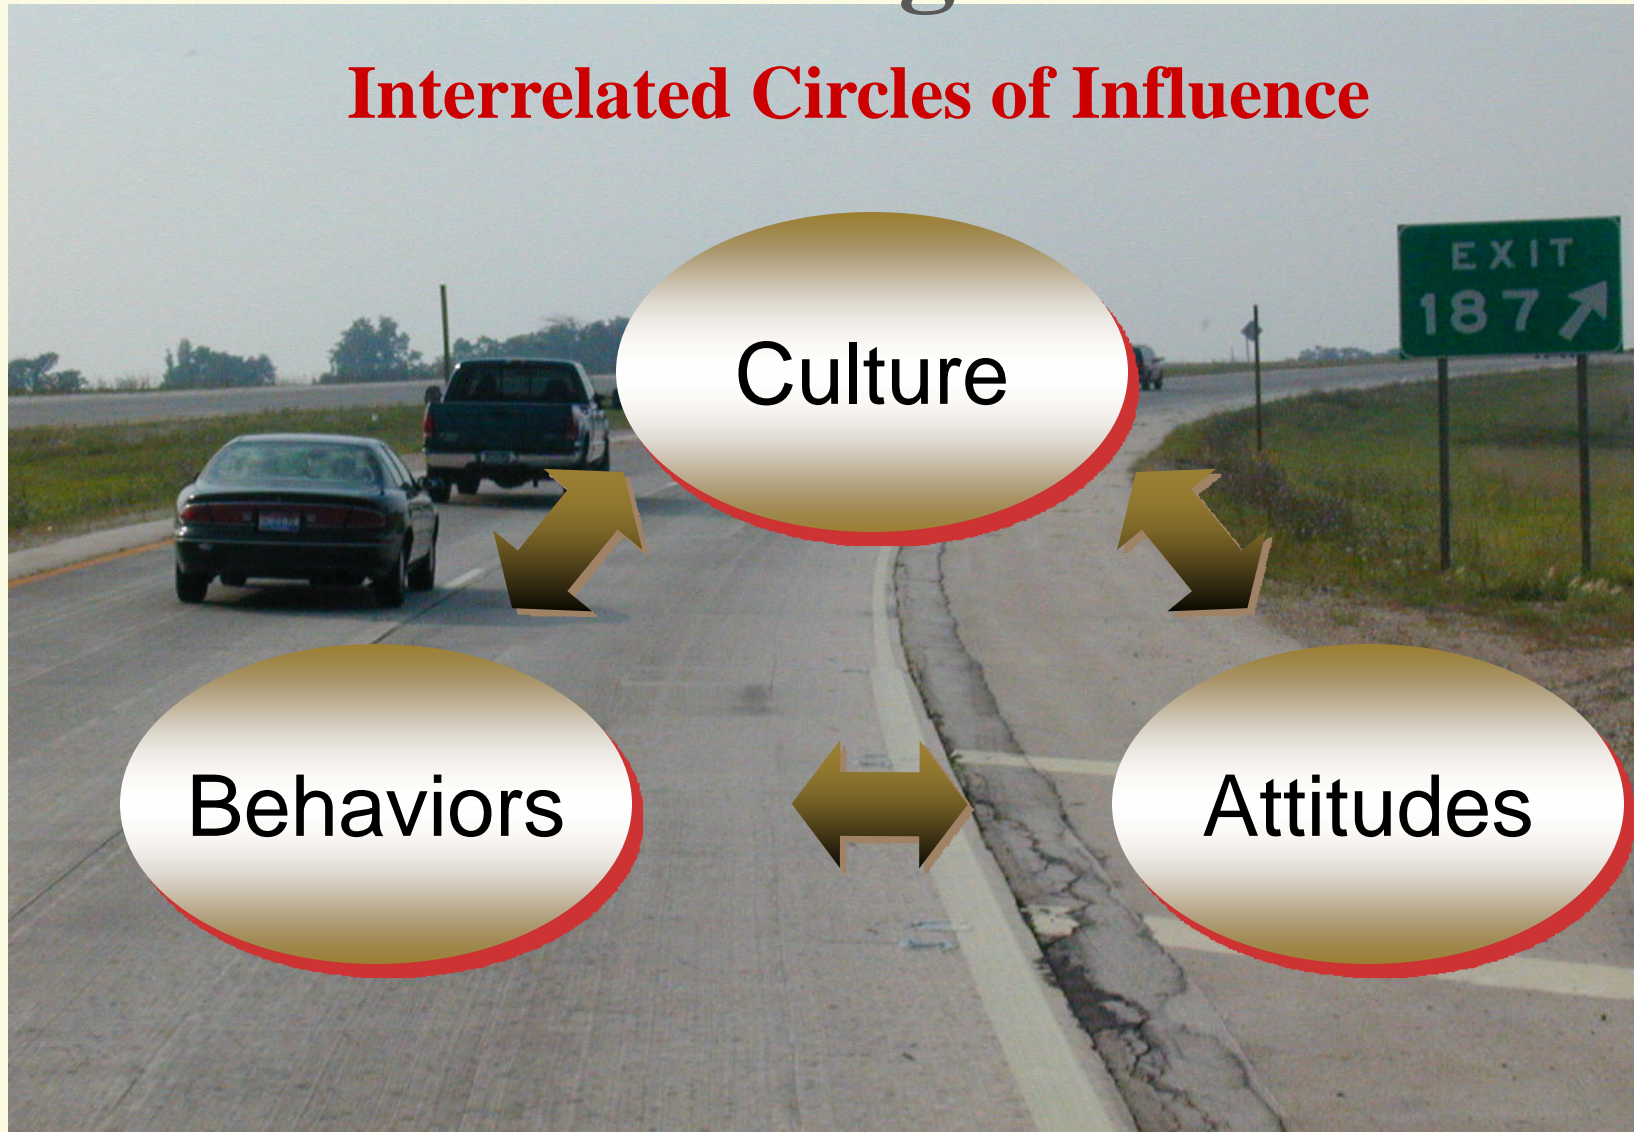 Interrelated Circles of Influence
EXIT
187
Culture
Behaviors
Attitudes